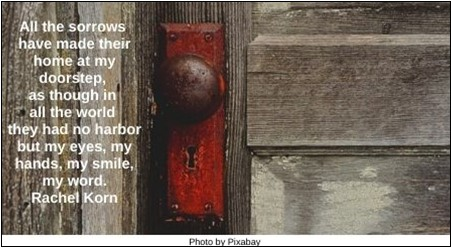 All the sorrows
have made their
home at my
doorstep,
as though in
all the world
they had no harbor
but my eyes, my
hands, my smile,
my word.
Rachel Korn
Photo by Pixabay